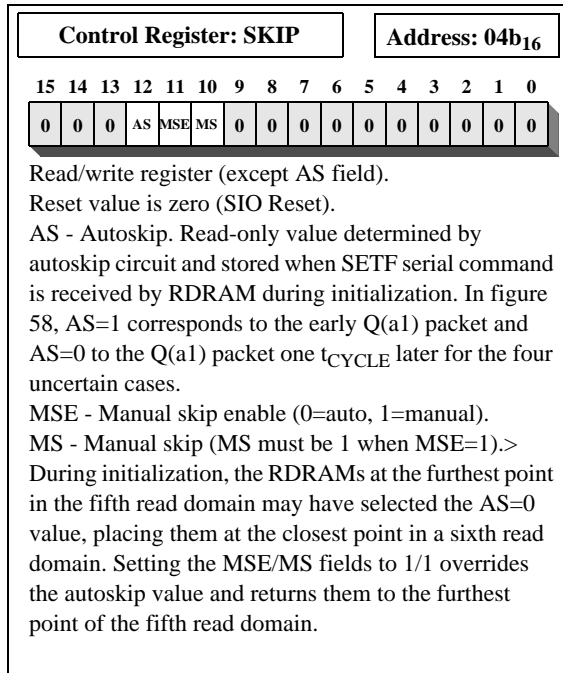 Control Register: SKIP Address: 04b16
15 14 13 12 11 10 9 8 7 6 5 4 3 2 1 0
0 0 0 AS MSE MS 0 0 0 0 0 0 0 0 0 0
Read/write register (except AS field).
Reset value is zero (SIO Reset).
AS - Autoskip. Read-only value determined by
autoskip circuit and stored when SETF serial command
is received by RDRAM during initialization. In figure
58, AS=1 corresponds to the early Q(a1) packet and
AS=0 to the Q(a1) packet one tCYCLE later for the four
uncertain cases.
MSE - Manual skip enable (0=auto, 1=manual).
MS - Manual skip (MS must be 1 when MSE=1).>
During initialization, the RDRAMs at the furthest point
in the fifth read domain may have selected the AS=0
value, placing them at the closest point in a sixth read
domain. Setting the MSE/MS fields to 1/1 overrides
the autoskip value and returns them to the furthest
point of the fifth read domain.